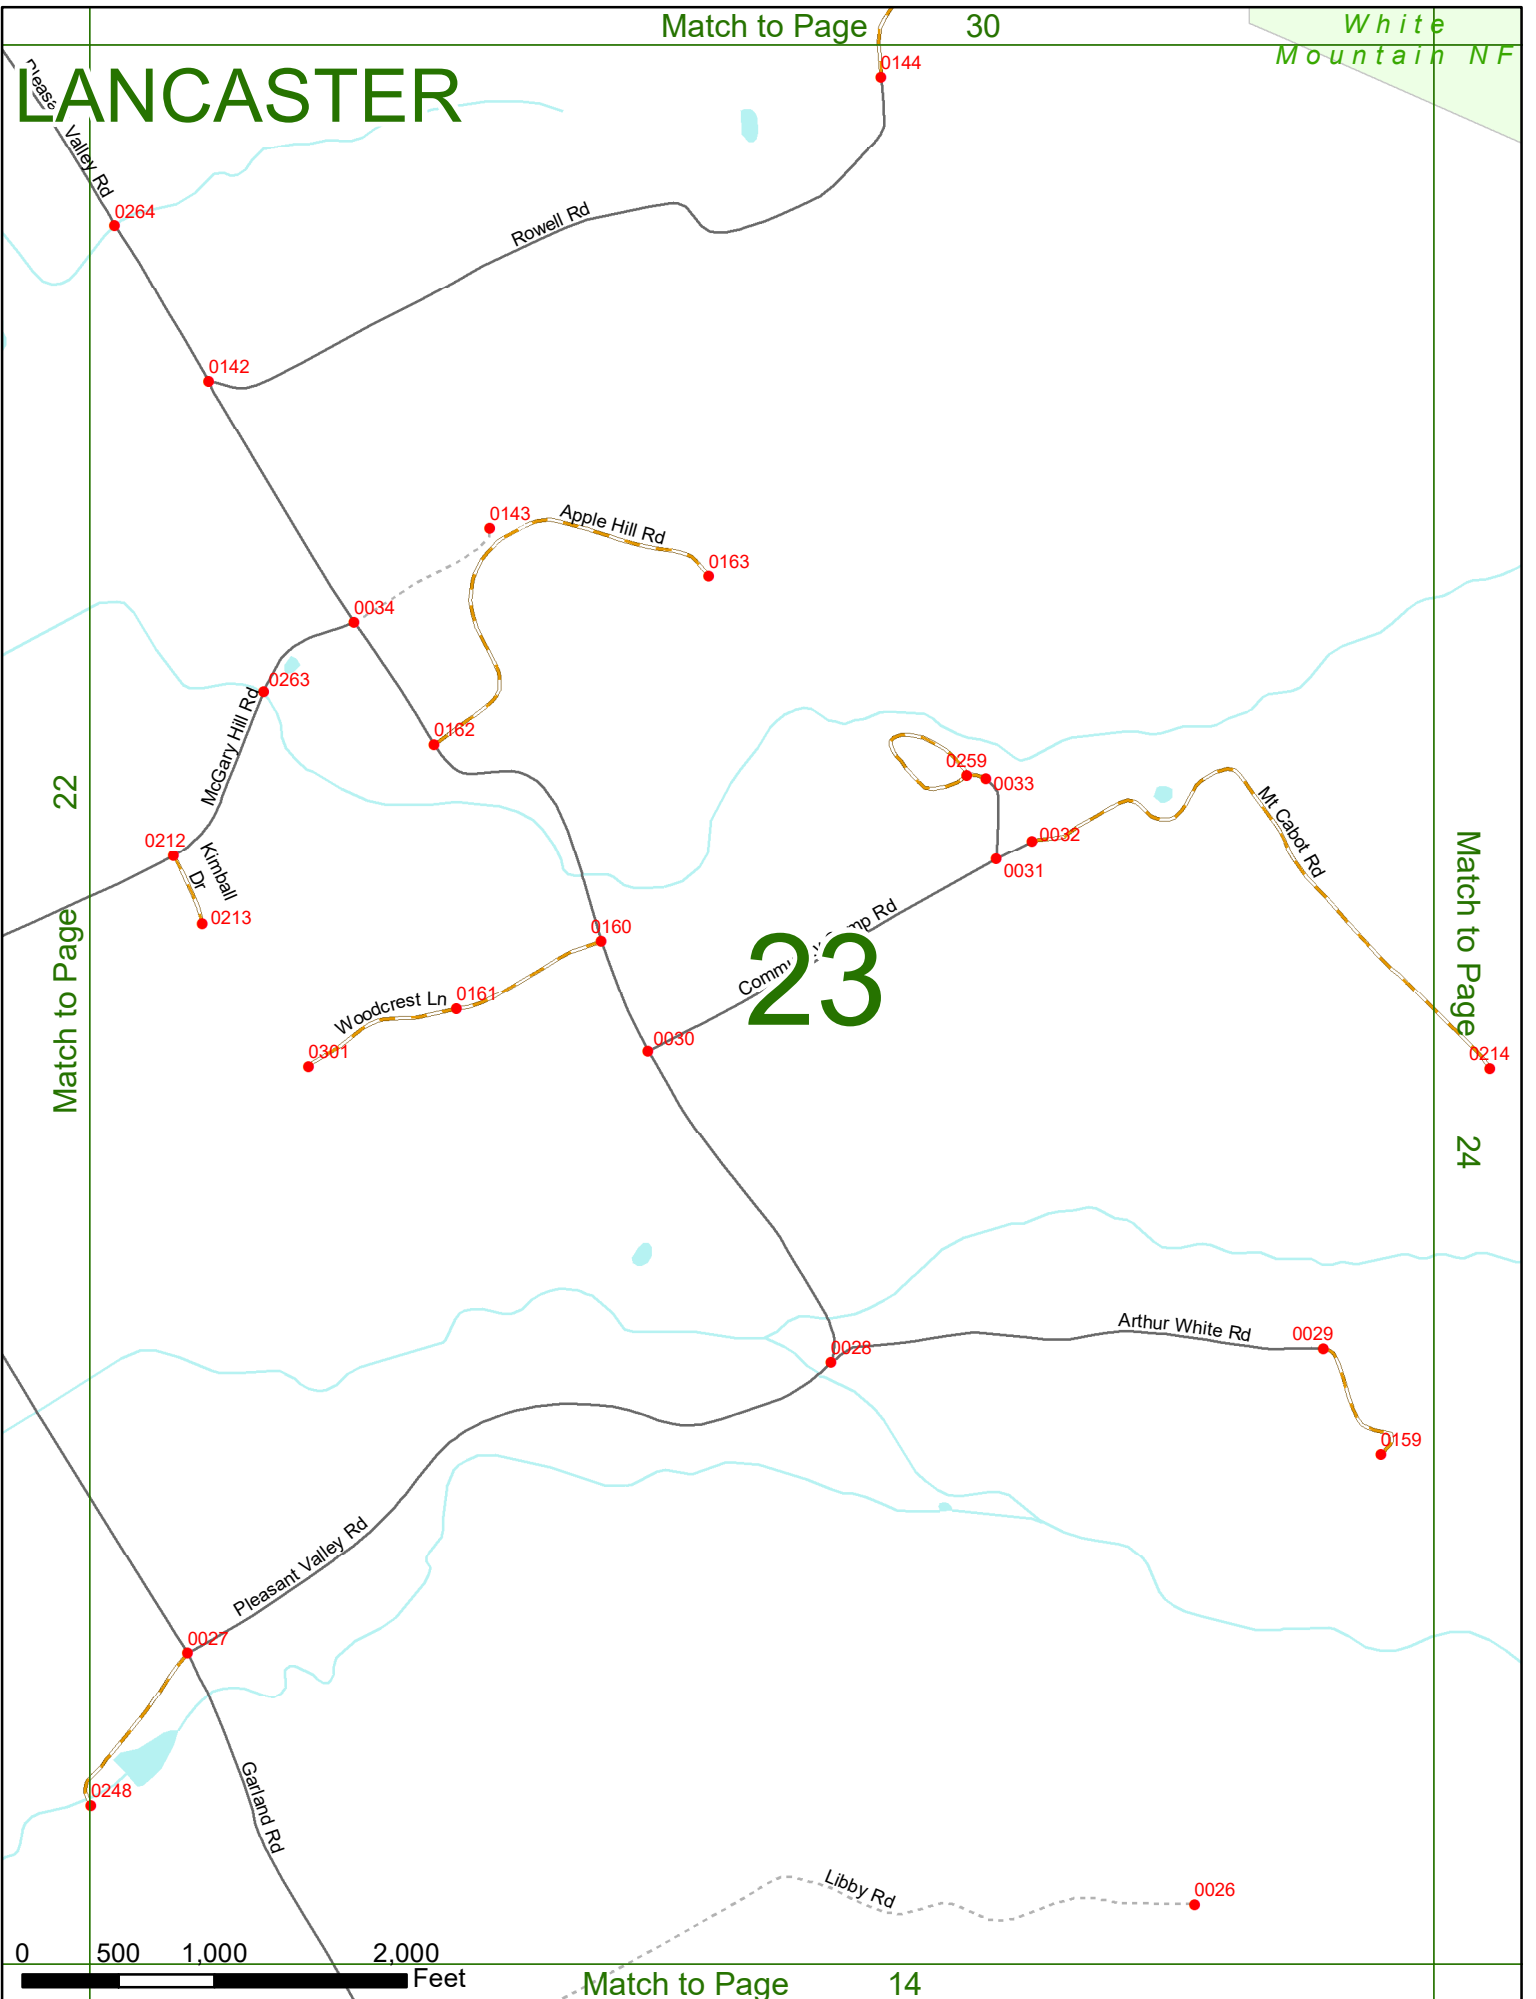 Match to Page 30
White
Mountain NF
LANCASTER
0144
Valley Rd
0264
Rowell Rd
0142
0143
Apple Hill Rd
0163
0034
0263
McGary Hill Rd
0162
22
Match to Page
0259
0033
0032
0031
Mt Cabot Rd
0212
Kimball
Dr
0213
Match to Page
24
0160
Camp Rd
23
0161
Woodcrest Ln
0301
0030
0214
Arthur White Rd
0029
0028
0159
Pleasant Valley Rd
0027
0248
Garland Rd
Libby Rd
0026
0 500 1,000 2,000
Feet
Match to Page 14